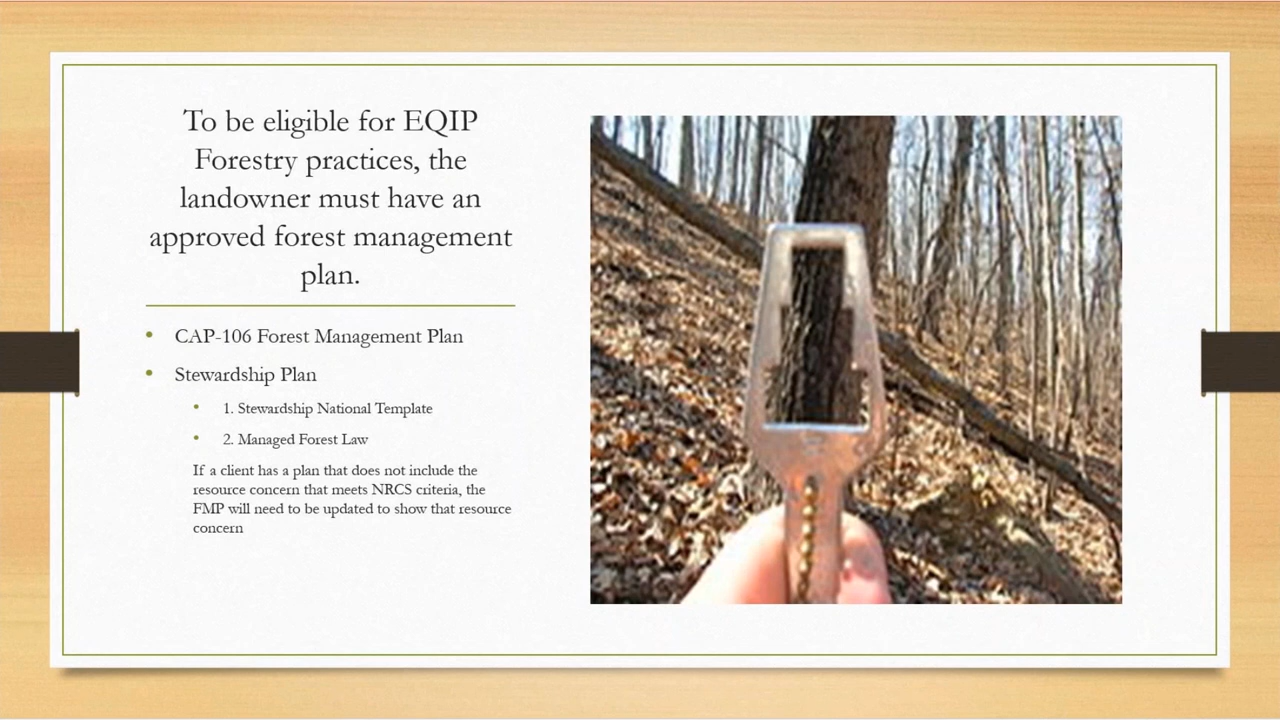 To be eligible for EQIP
Forestry practices, the
landowner must have an
approved forest management
plan.
• CAP-106 Forest Management Plan
• Stewardship Plan
• 1. Stewardship National Template
• 2. Managed Forest Law
If a client has a plan that does not include the
resource concern that meets NRCS criteria, the
FMP will need to be updated to show that resource
concern